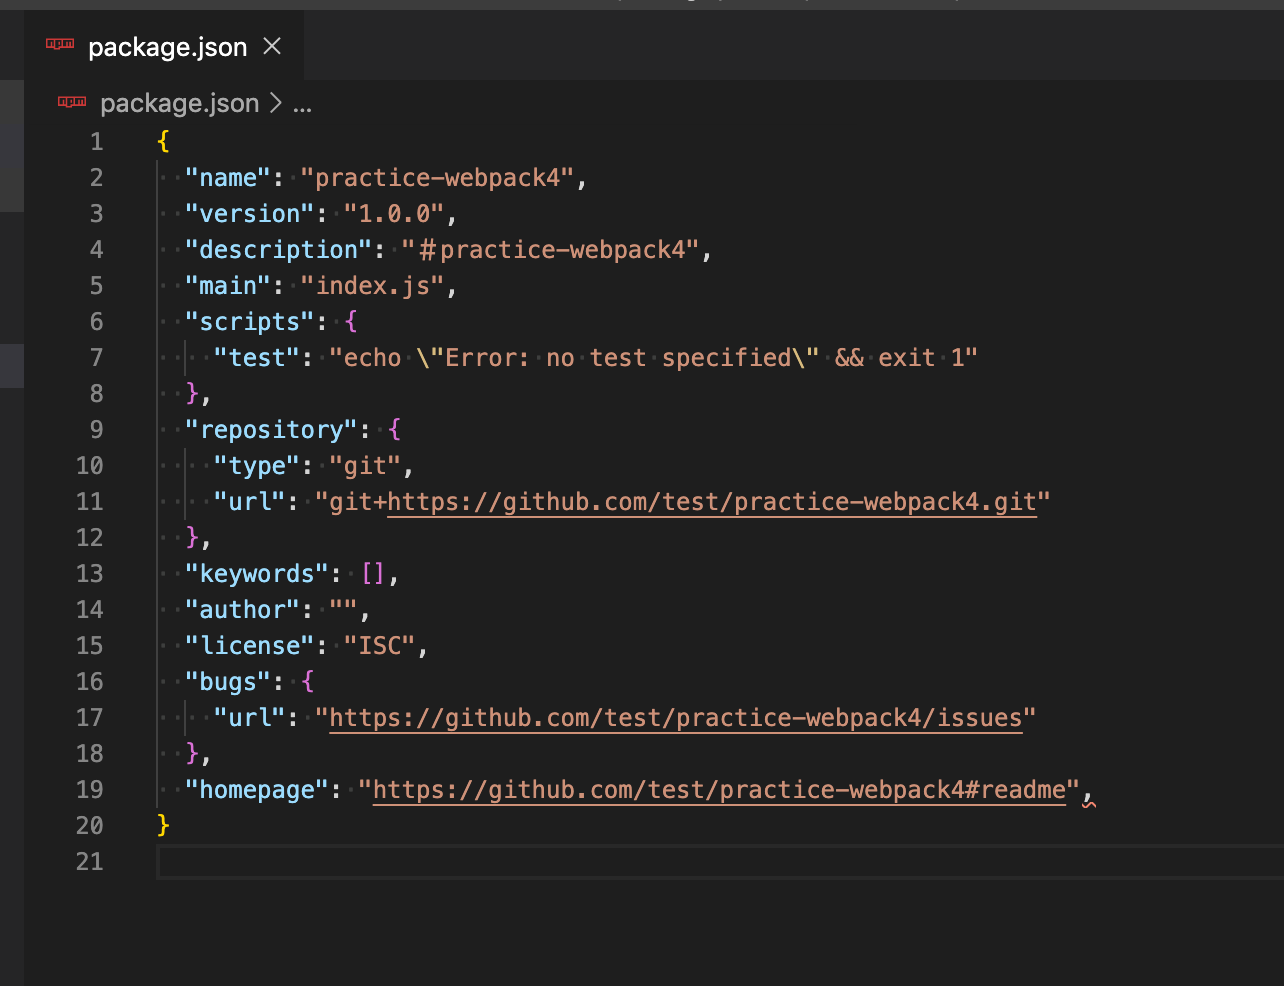 package.json
package.json > ...
1 {
2   "name": "practice-webpack4",
3   "version": "1.0.0",
4   "description": "#practice-webpack4",
5   "main": "index.js",
6   "scripts": {
7     "test": "echo \"Error: no test specified\" && exit 1"
8   },
9   "repository": {
10     "type": "git",
11     "url": "git+https://github.com/test/practice-webpack4.git"
12   },
13   "keywords": [],
14   "author": "",
15   "license": "ISC",
16   "bugs": {
17     "url": "https://github.com/test/practice-webpack4/issues"
18   },
19   "homepage": "https://github.com/test/practice-webpack4#readme",
20 }
21